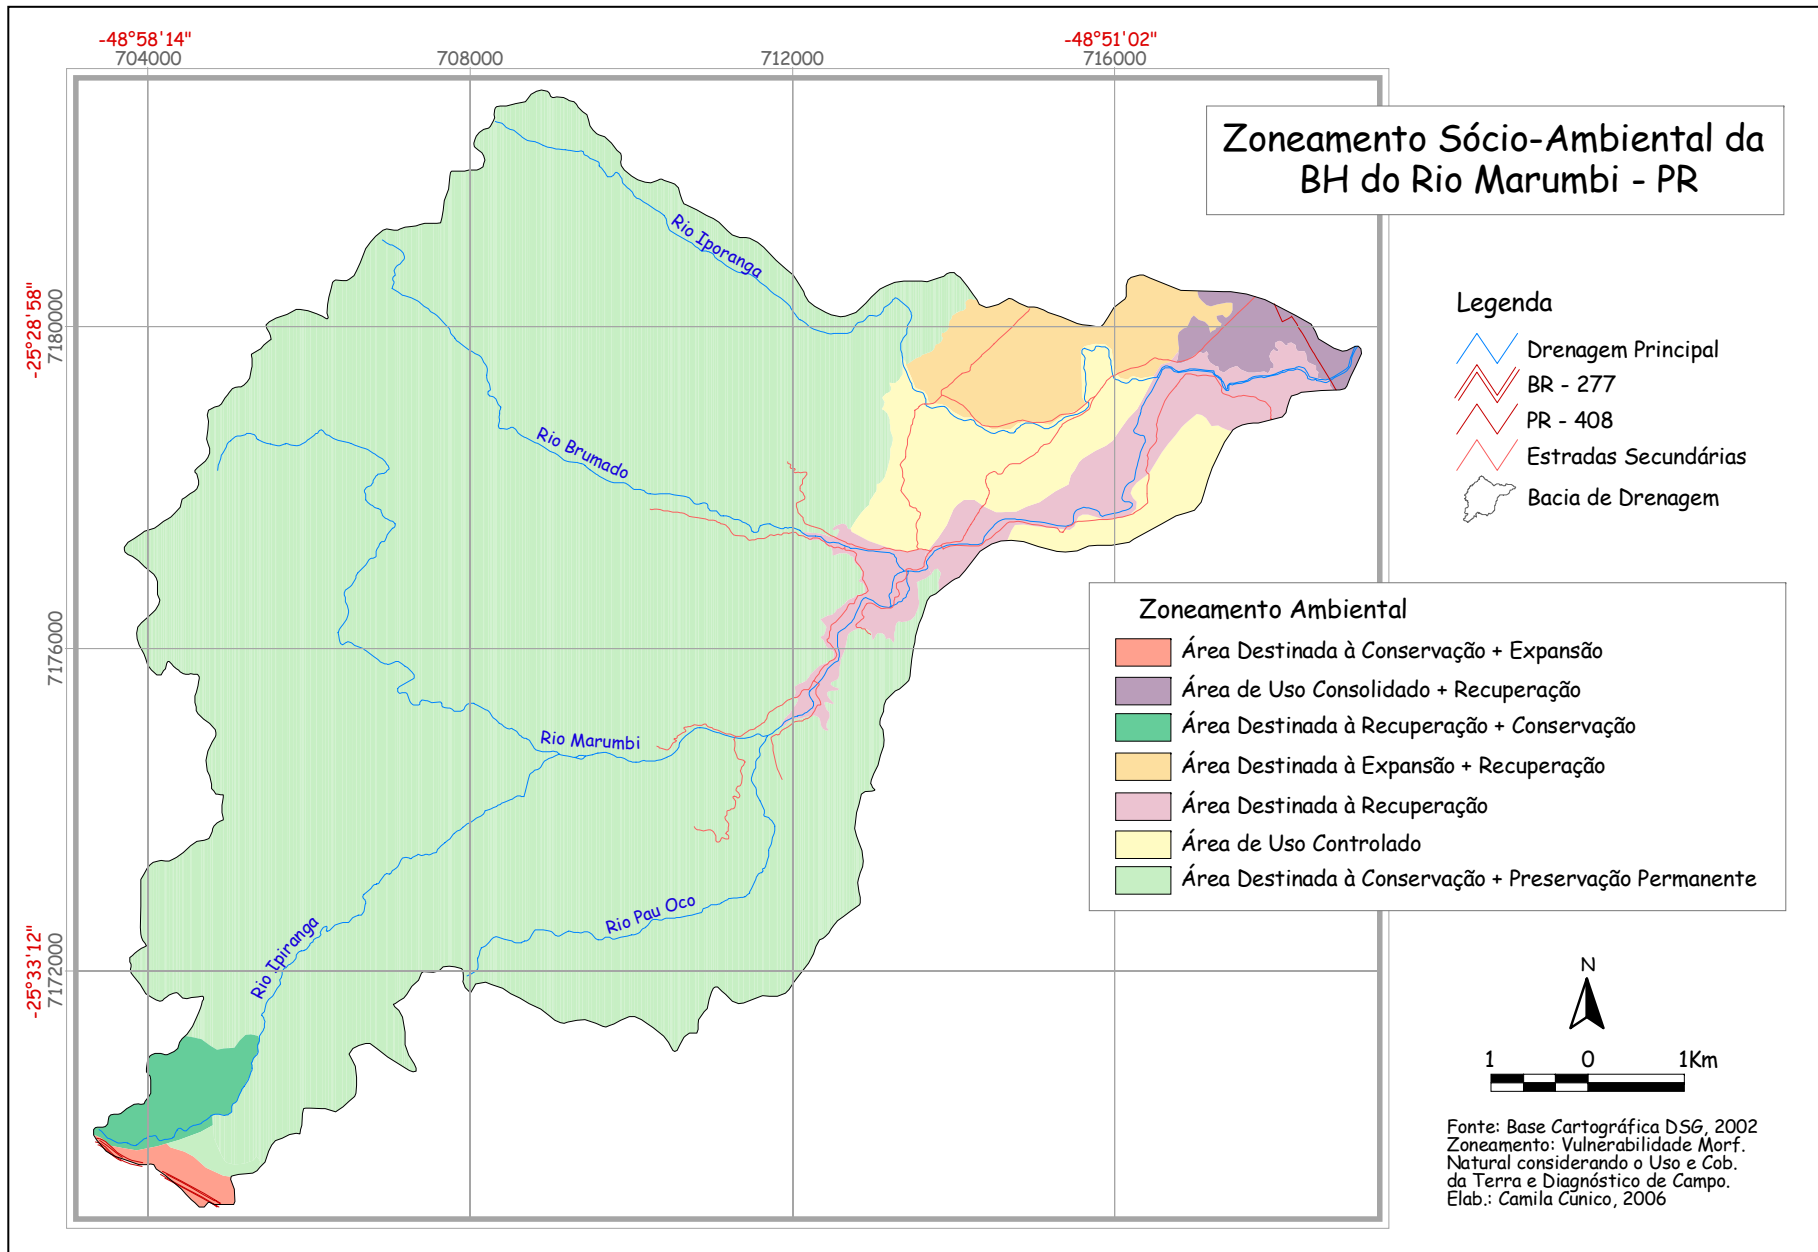 -48°58'14"
-48°51'02"
704000
708000
712000
716000
Zoneamento Sócio-Ambiental da
BH do Rio Marumbi - PR
-25°28'58"
7180000
7176000
-25°33'12"
7172000
Rio Iporanga
Rio Brumado
Rio Marumbi
Rio Ipiranga
Rio Pau Oco
Legenda
Drenagem Principal
BR - 277
PR - 408
Estradas Secundárias
Bacia de Drenagem
Zoneamento Ambiental
Área Destinada à Conservação + Expansão
Área de Uso Consolidado + Recuperação
Área Destinada à Recuperação + Conservação
Área Destinada à Expansão + Recuperação
Área Destinada à Recuperação
Área de Uso Controlado
Área Destinada à Conservação + Preservação Permanente
N
1 0 1Km
Fonte: Base Cartográfica DSG, 2002
Zoneamento: Vulnerabilidade Morf.
Natural considerando o Uso e Cob.
da Terra e Diagnóstico de Campo.
Elab.: Camila Cunico, 2006